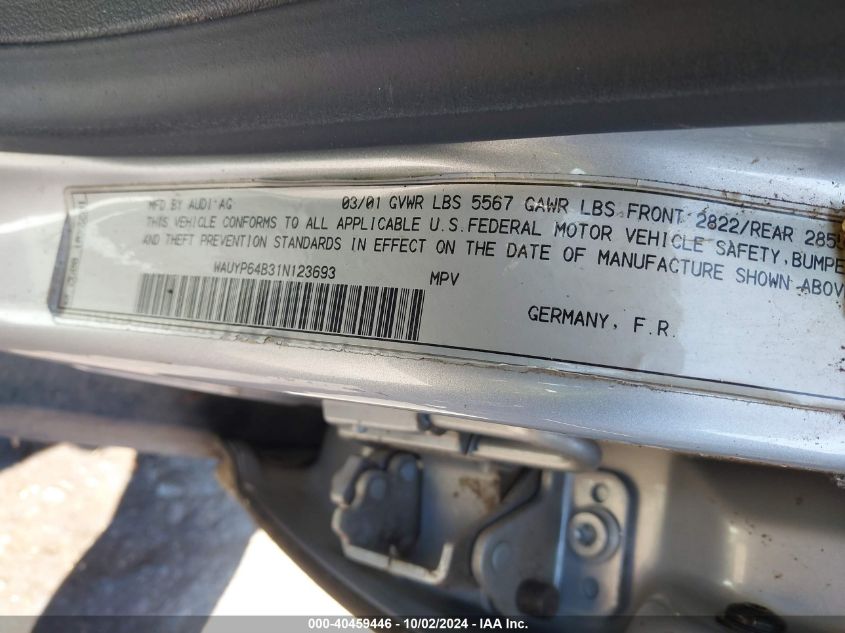 MFD BY AUDI-AG 03/01 GVWR LBS 5567 GAWR LBS FRONT 2822/REAR
THIS VEHICLE CONFORMS TO ALL APPLICABLE U.S.FEDERAL MOTOR VEHICLE SAFETY,BUMPE
AND THEFT PREVENTION STANDARDS IN EFFECT ON THE DATE OF MANUFACTURE SHOWN ABOV
WAUYP64B31N123693 MPV
GERMANY, F.R.
000-40459446 - 10/02/2024 - IAA Inc.